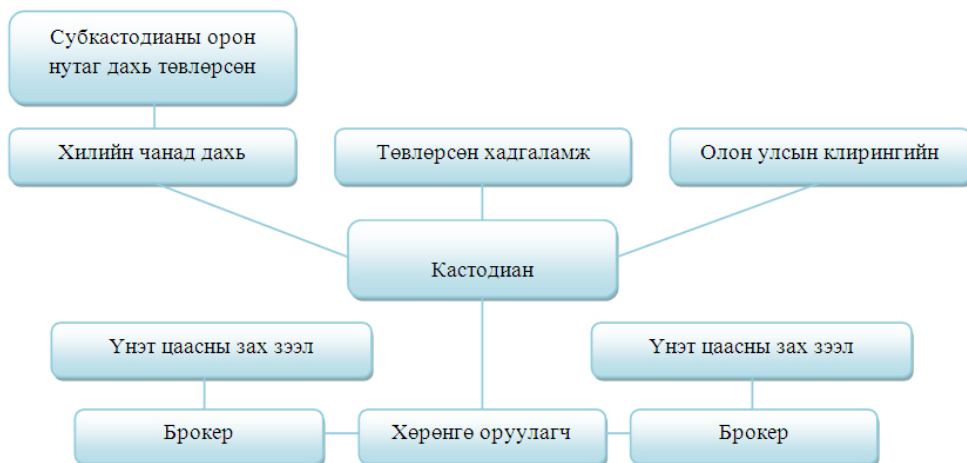 Субкастодианы орон
нутаг дахь төвлөрсөн
Хилийн чанад дахь
Төвлөрсөн хадгаламж
Олон улсын клирингийн
Кастодиан
Үнэт цаасны зах зээл
Үнэт цаасны зах зээл
Брокер
Хөрөнгө оруулагч
Брокер